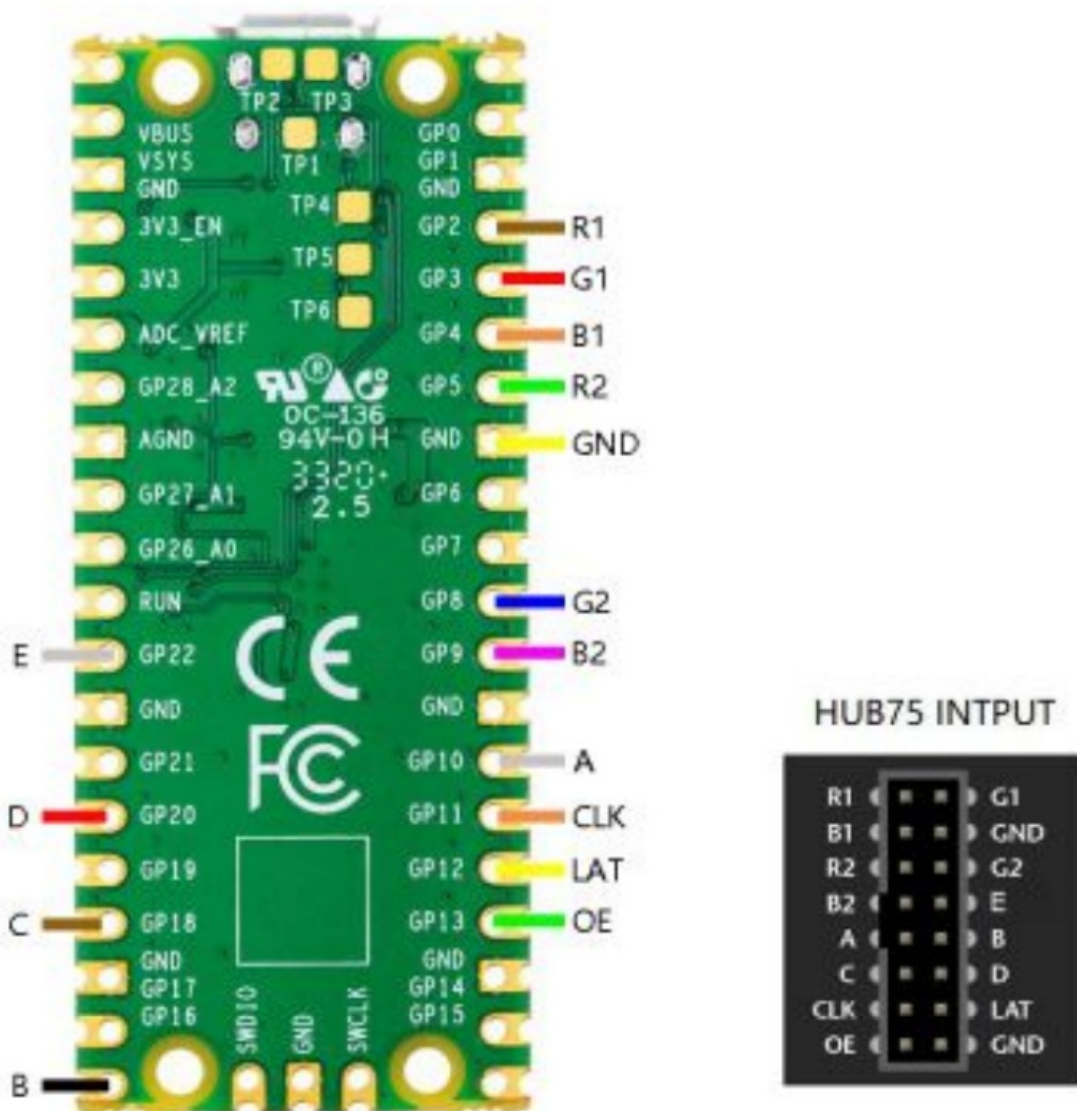 TP2 TP3
VBUS GP0
VSYS TP1 GP1
GND GND
3V3_EN TP4 GP2 R1
3V3 TP5 GP3 G1
ADC_VREF TP6 GP4 B1
GP28_A2 GP5 R2
OC-136
AGND 94V-0 H GND GND
3320+
GP27_A1 GP6
2.5
GP26_A0 GP7
RUN GP8 G2
E GP22 CE GP9 B2
GND GND
HUB75 INTPUT
GP21 FC GP10 A
R1 G1
D GP20 GP11 CLK
B1 GND
GP19 GP12 LAT
R2 G2
B2 E
C GP18 GP13 OE
A B
GND GND
C D
GP17 GP14
CLK LAT
GP16 GP15
OE GND
SWDIO GND SWCLK
B